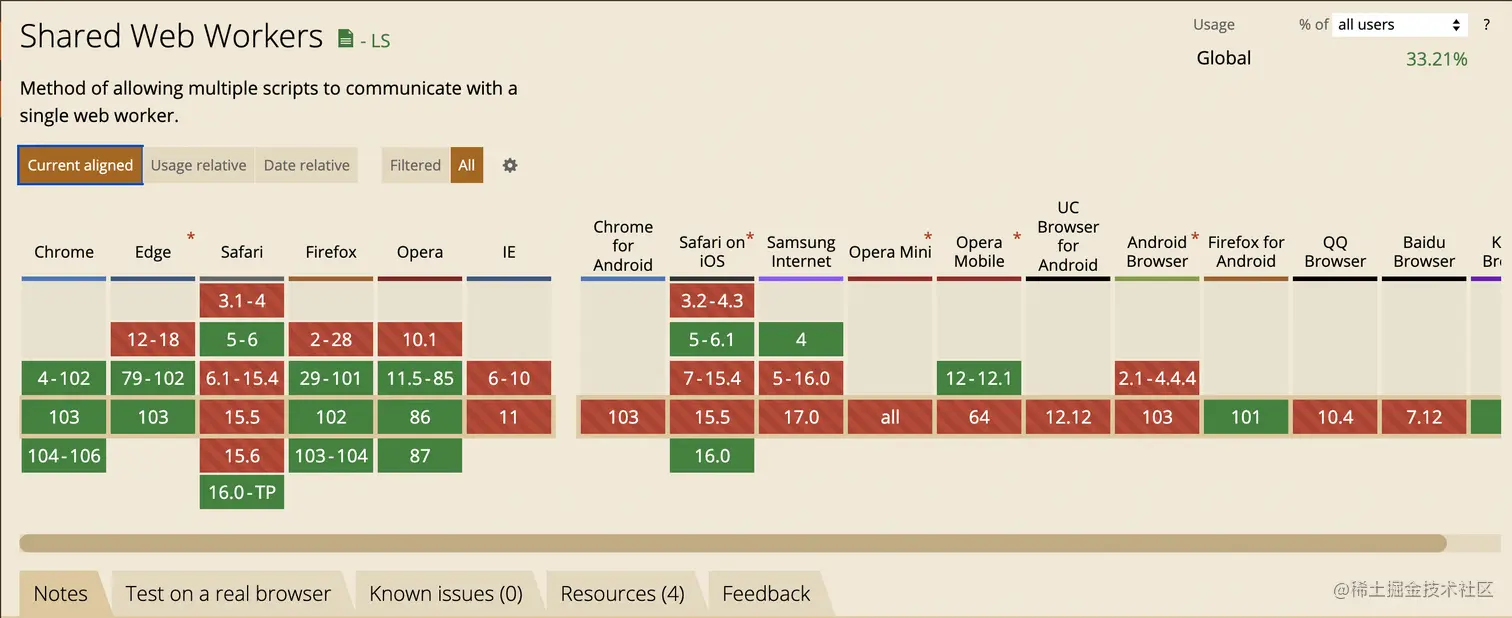 Shared Web Workers - LS
Usage % of all users ?
Global 33.21%
Method of allowing multiple scripts to communicate with a
single web worker.
Current aligned Usage relative Date relative Filtered All
Chrome Edge * Safari Firefox Opera IE Chrome for Android Safari on iOS * Samsung Internet Opera Mini * Opera Mobile * UC Browser for Android Android Browser * Firefox for Android QQ Browser Baidu Browser K Br
3.1-4 3.2-4.3
12-18 5-6 2-28 10.1 5-6.1 4
4-102 79-102 6.1-15.4 29-101 11.5-85 6-10 7-15.4 5-16.0 12-12.1 2.1-4.4.4
103 103 15.5 102 86 11 103 15.5 17.0 all 64 12.12 103 101 10.4 7.12
104-106 15.6 103-104 87 16.0
16.0-TP
Notes Test on a real browser Known issues (0) Resources (4) Feedback
@稀土掘金技术社区